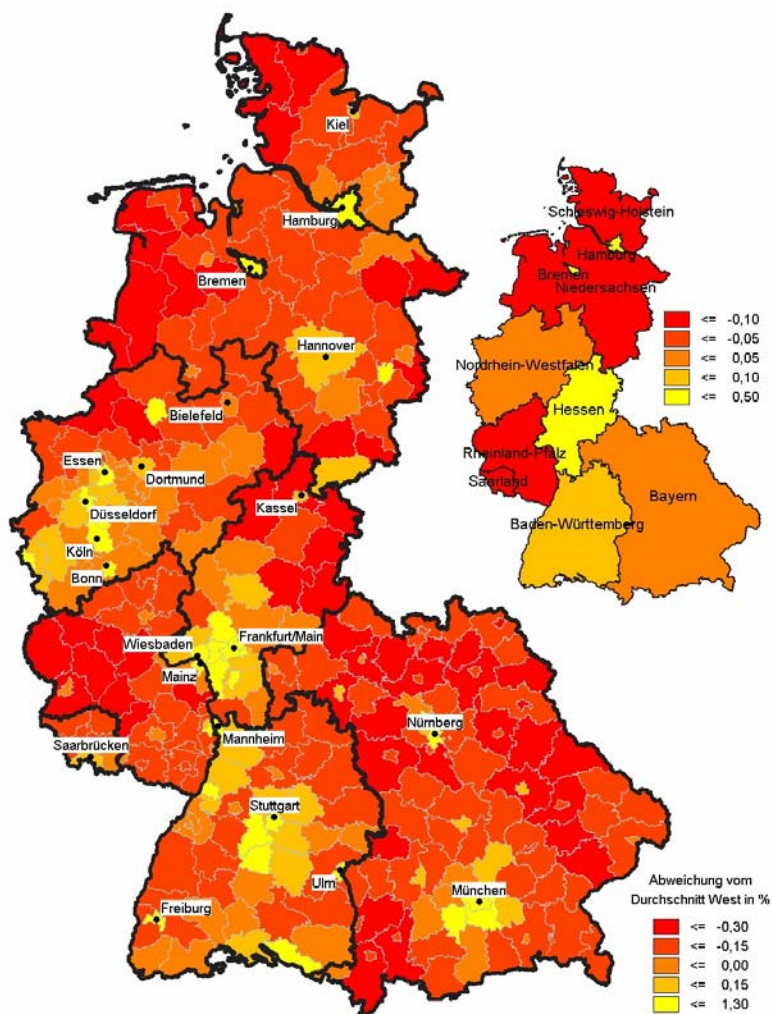 Kiel
Hamburg
Bremen
Hannover
Bielefeld
Essen
Dortmund
Düsseldorf
Kassel
Köln
Bonn
Wiesbaden
Frankfurt/Main
Mainz
Nürnberg
Saarbrücken
Mannheim
Stuttgart
Ulm
München
Freiburg
Schleswig-Holstein
Hamburg
Bremen
Niedersachsen
Nordrhein-Westfalen
Hessen
Rheinland-Pfalz
Saarland
Bayern
Baden-Württemberg
<= -0,10
<= -0,05
<= 0,05
<= 0,10
<= 0,50
Abweichung vom
Durchschnitt West in %
<= -0,30
<= -0,15
<= 0,00
<= 0,15
<= 1,30